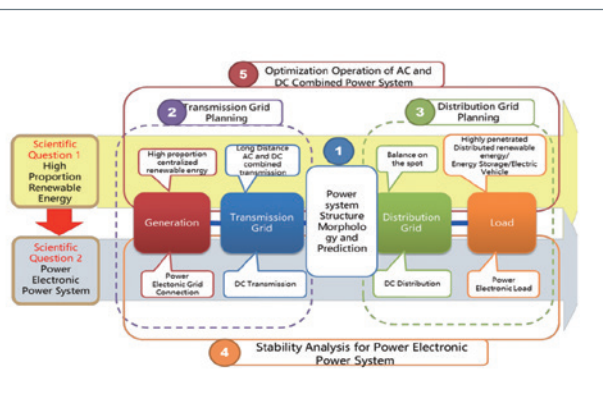 5
Optimization Operation of AC and
DC Combined Power System
2
Transmission Grid
Planning
3
Distribution Grid
Planning
Scientific
Question 1
High
Proportion
Renewable
Energy
High proportion
centralized
renewable enrgy
Long Distance
AC and DC
combined
transmission
1
Balance on
the spot
Highly penetrated
Distributed renewable
energy/
Energy Storage/Electric
Vehicle
Generation
Transmission
Grid
Power
system
Structure
Morpholo
gy and
Prediction
Distribution
Grid
Load
Scientific
Question 2
Power
Electronic
Power System
Power
Electonic Grid
Connection
DC Transmission
DC Distribution
Power
Electronic Load
4
Stability Analysis for Power Electronic
Power System